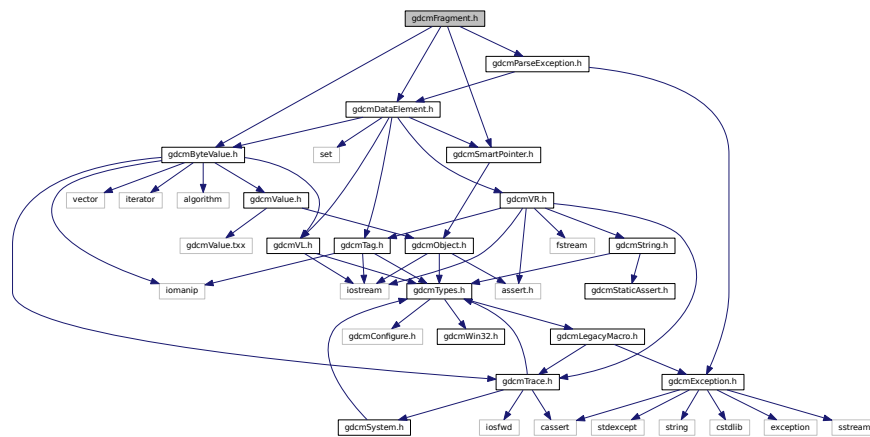 gdcmFragment.h
gdcmParseException.h
gdcmDataElement.h
gdcmByteValue.h
set
gdcmSmartPointer.h
vector
iterator
algorithm
gdcmValue.h
gdcmVR.h
gdcmValue.txx
gdcmVL.h
gdcmTag.h
gdcmObject.h
fstream
gdcmString.h
iomanip
iostream
gdcmTypes.h
assert.h
gdcmStaticAssert.h
gdcmConfigure.h
gdcmWin32.h
gdcmLegacyMacro.h
gdcmTrace.h
gdcmException.h
gdcmSystem.h
iosfwd
cassert
stdexcept
string
cstdlib
exception
sstream